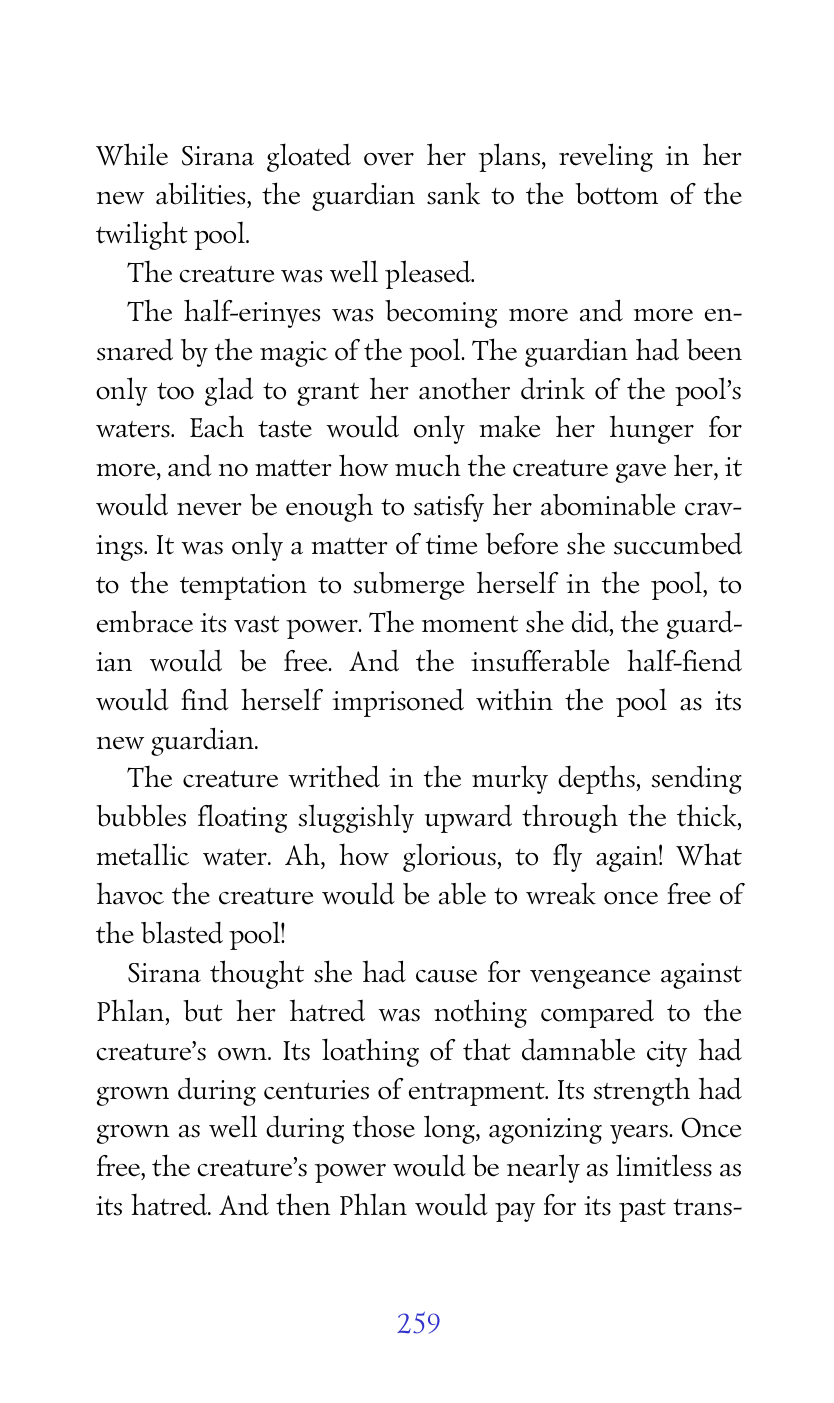 While Sirana gloated over her plans, reveling in her
new abilities, the guardian sank to the bottom of the
twilight pool.
The creature was well pleased.
The half-erinyes was becoming more and more en-
snared by the magic of the pool. The guardian had been
only too glad to grant her another drink of the pool’s
waters. Each taste would only make her hunger for
more, and no matter how much the creature gave her, it
would never be enough to satisfy her abominable crav-
ings. It was only a matter of time before she succumbed
to the temptation to submerge herself in the pool, to
embrace its vast power. The moment she did, the guard-
ian would be free. And the insufferable half-fiend
would find herself imprisoned within the pool as its
new guardian.
The creature writhed in the murky depths, sending
bubbles floating sluggishly upward through the thick,
metallic water. Ah, how glorious, to fly again! What
havoc the creature would be able to wreak once free of
the blasted pool!
Sirana thought she had cause for vengeance against
Phlan, but her hatred was nothing compared to the
creature’s own. Its loathing of that damnable city had
grown during centuries of entrapment. Its strength had
grown as well during those long, agonizing years. Once
free, the creature’s power would be nearly as limitless as
its hatred. And then Phlan would pay for its past trans-
259